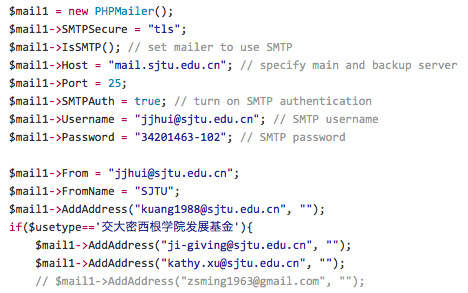 $mail1 = new PHPMailer();
$mail1->SMTPSecure = "tls";
$mail1->IsSMTP(); // set mailer to use SMTP
$mail1->Host = "mail.sjtu.edu.cn"; // specify main and backup server
$mail1->Port = 25;
$mail1->SMTPAuth = true; // turn on SMTP authentication
$mail1->Username = "jjhui@sjtu.edu.cn"; // SMTP username
$mail1->Password = "34201463-102"; // SMTP password
$mail1->From = "jjhui@sjtu.edu.cn";
$mail1->FromName = "SJTU";
$mail1->AddAddress("kuang1988@sjtu.edu.cn", "");
if($usetype=='交大密西根学院发展基金'){
$mail1->AddAddress("ji-giving@sjtu.edu.cn", "");
$mail1->AddAddress("kathy.xu@sjtu.edu.cn", "");
// $mail1->AddAddress("zsming1963@gmail.com", "");